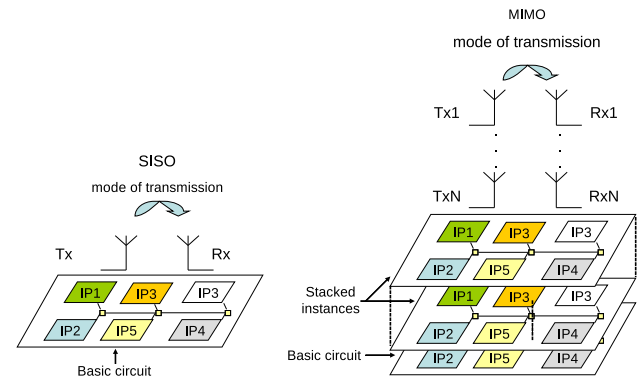 MIMO
mode of transmission
Tx1 Rx1
TxN RxN
SISO
mode of transmission
Tx Rx
IP1 IP3 IP3
IP2 IP5 IP4
Basic circuit
IP1 IP3 IP3
IP2 IP5 IP4
Stacked
instances
IP1 IP3 IP3
IP2 IP5 IP4
Basic circuit
IP2 IP5 IP4